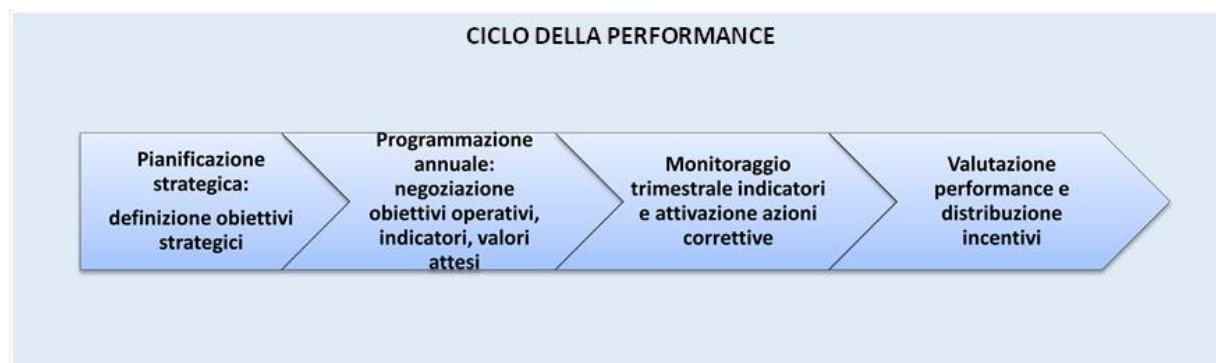 CICLO DELLA PERFORMANCE
Pianificazione
strategica:
definizione obiettivi
strategici
Programmazione
annuale:
negoziazione
obiettivi operativi,
indicatori, valori
attesi
Monitoraggio
trimestrale indicatori
e attivazione azioni
correttive
Valutazione
performance e
distribuzione
incentivi